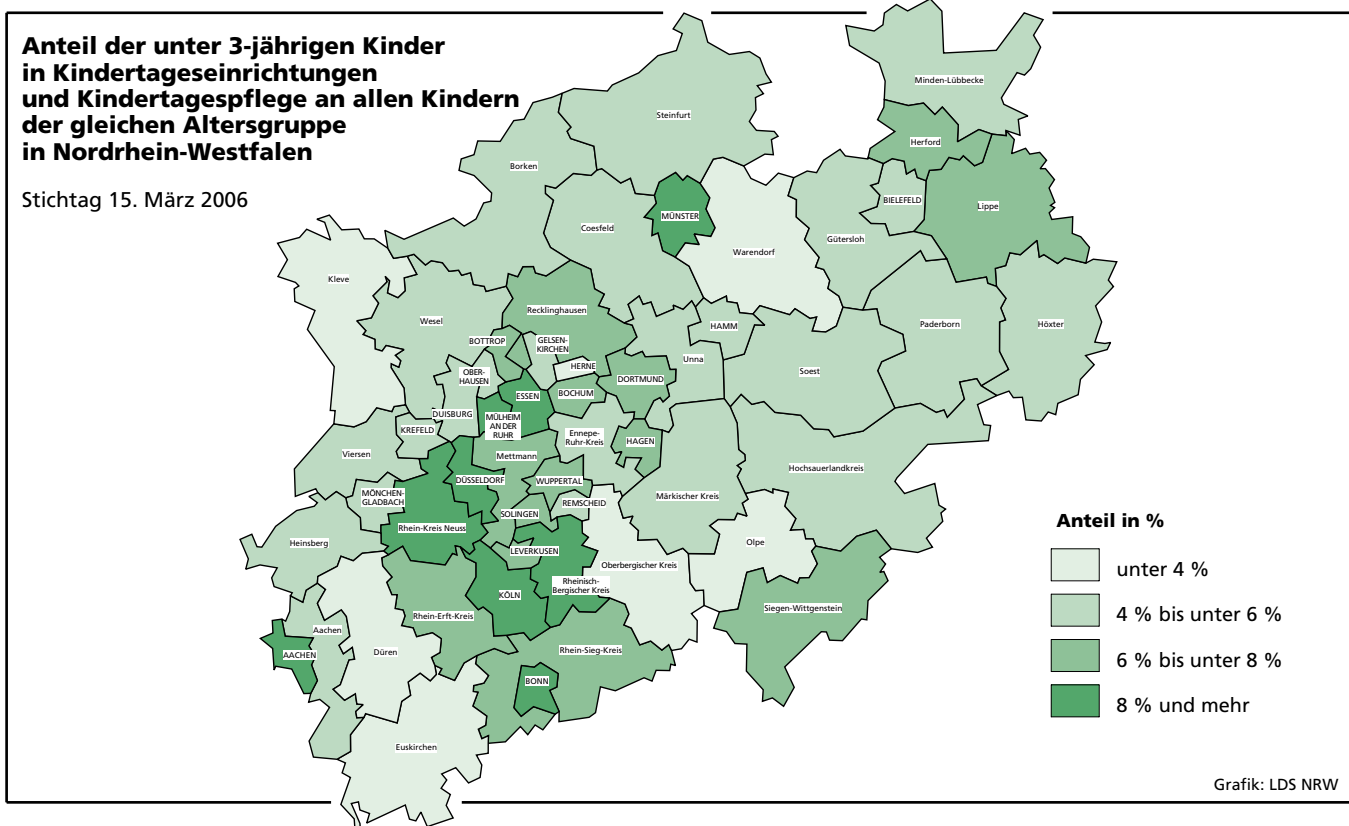 Anteil der unter 3-jährigen Kinder
in Kindertageseinrichtungen
und Kindertagespflege an allen Kindern
der gleichen Altersgruppe
in Nordrhein-Westfalen
Stichtag 15. März 2006
Minden-Lübbecke
Steinfurt
Herford
Borken
BIELEFELD
Lippe
MÜNSTER
Coesfeld
Gütersloh
Warendorf
Kleve
Recklinghausen
Wesel
HAMM
Paderborn
Höxter
BOTTROP
GELSEN-
KIRCHEN
Unna
HERNE
Soest
OBER-
HAUSEN
DORTMUND
ESSEN
BOCHUM
DUISBURG
MÜLHEIM
AN DER
RUHR
KREFELD
Ennepe-
Ruhr-Kreis
HAGEN
Viersen
Mettmann
Hochsauerlandkreis
DÜSSELDORF
WUPPERTAL
MÖNCHEN-
GLADBACH
Märkischer Kreis
REMSCHEID
SOLINGEN
Rhein-Kreis Neuss
Heinsberg
Olpe
LEVERKUSEN
Oberbergischer Kreis
Rheinisch-
Bergischer Kreis
KÖLN
Siegen-Wittgenstein
Rhein-Erft-Kreis
Aachen
AACHEN
Düren
Rhein-Sieg-Kreis
BONN
Euskirchen
Anteil in %
unter 4 %
4 % bis unter 6 %
6 % bis unter 8 %
8 % und mehr
Grafik: LDS NRW